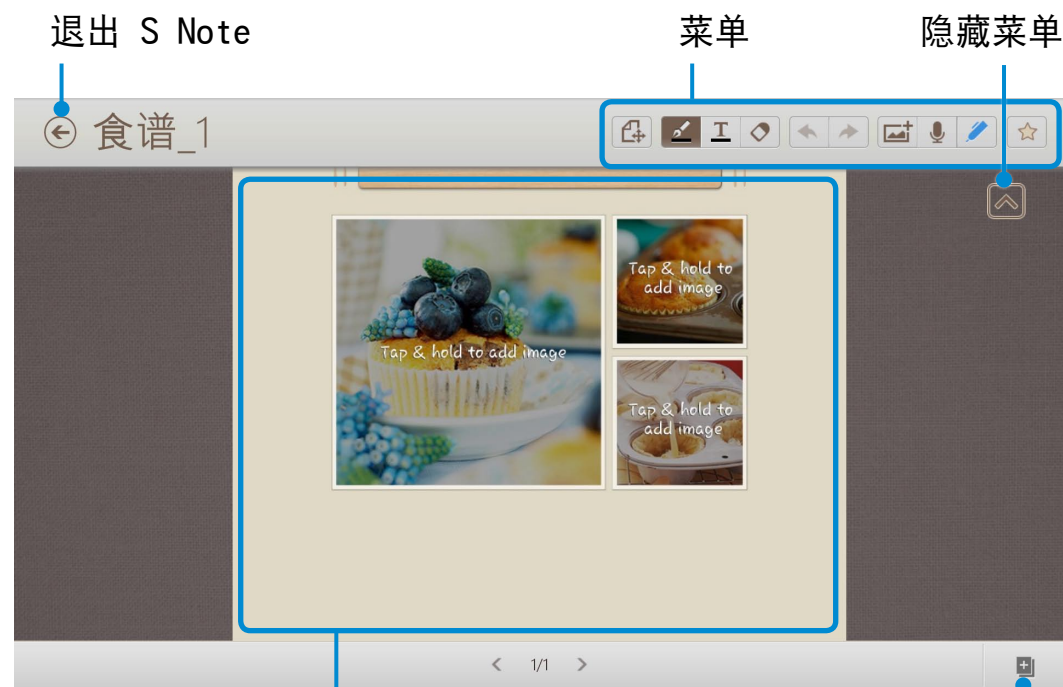 退出 S Note
菜单
隐藏菜单
食谱_1
T
Tap & hold to add image
Tap & hold to
add image
Tap & hold to
add image
1/1